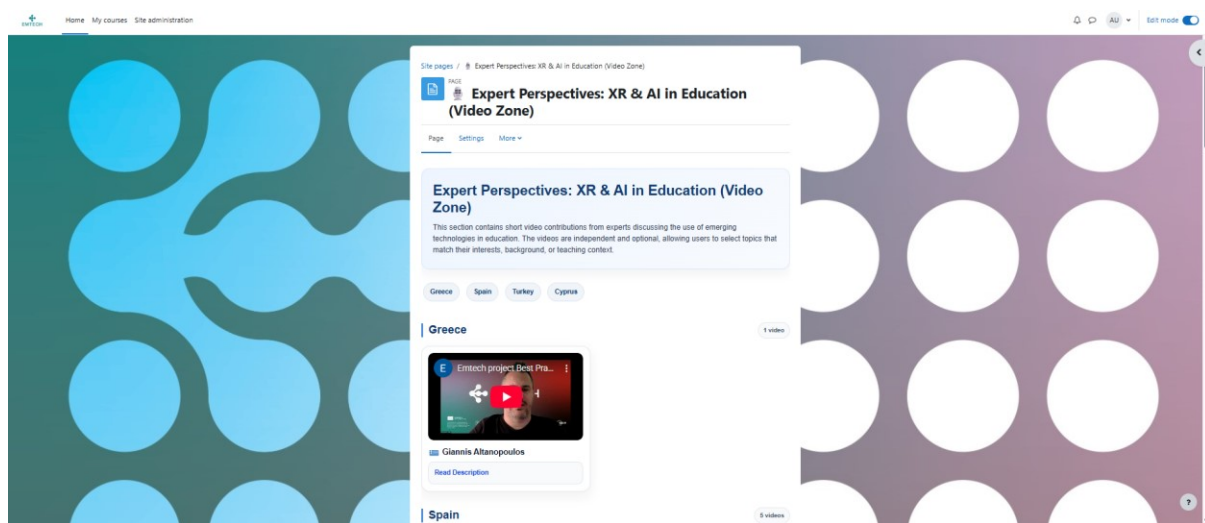 EMTECH
Home My courses Site administration
AU
Edit mode
Site pages / Expert Perspectives: XR & AI in Education (Video Zone)
PAGE
Expert Perspectives: XR & AI in Education
(Video Zone)
Page Settings More
Expert Perspectives: XR & AI in Education (Video
Zone)
This section contains short video contributions from experts discussing the use of emerging
technologies in education. The videos are independent and optional, allowing users to select topics that
match their interests, background, or teaching context.
Greece Spain Turkey Cyprus
Greece
1 video
E Emtech project Best Pra...
Giannis Altanopoulos
Read Description
?
Spain
5 videos